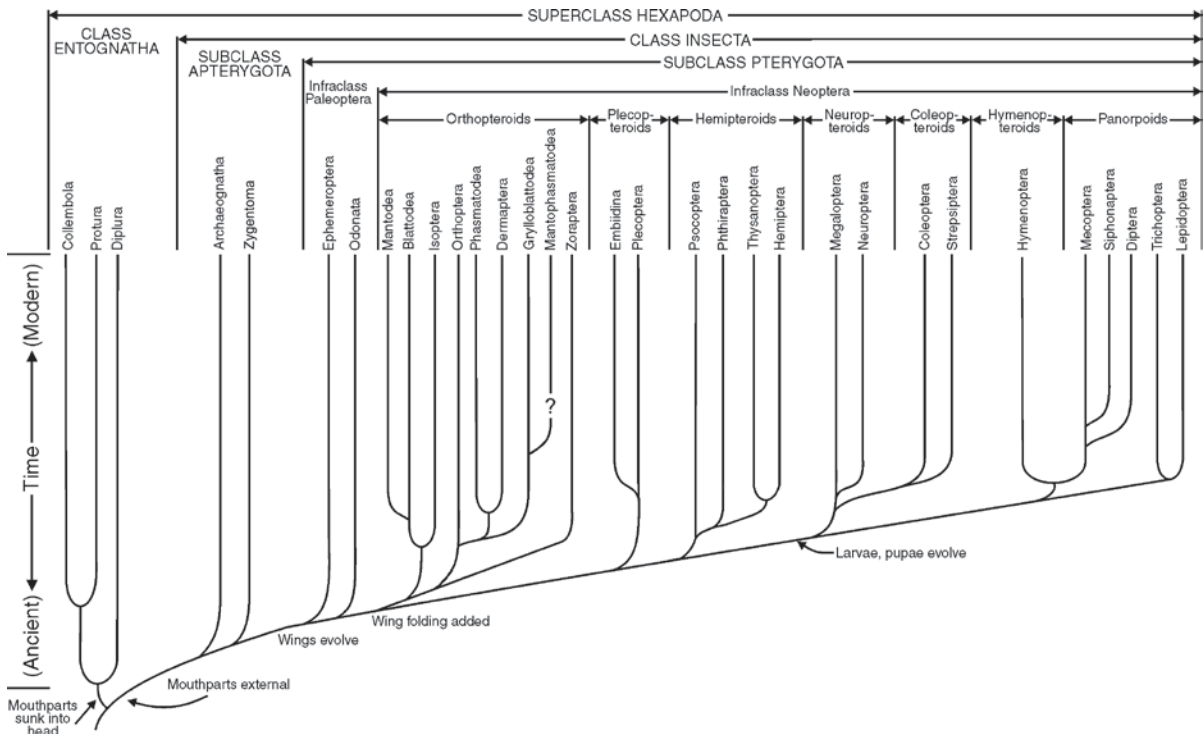 SUPERCLASS HEXAPODA
CLASS
ENTOGNATHA
CLASS INSECTA
SUBCLASS
APTERYGOTA
SUBCLASS PTERYGOTA
Infraclass
Paleoptera
Infraclass Neoptera
Orthopteroids
Plecop-
teroids
Hemipteroids
Neurop-
teroids
Coleop-
teroids
Hymenop-
teroids
Panorpoids
Collembola
Protura
Diplura
Archaeognatha
Zygentoma
Ephemeroptera
Odonata
Mantodea
Blattodea
Isoptera
Orthoptera
Phasmatodea
Dermaptera
Grylloblattodea
Mantophasmatodea
Zoraptera
Embiidina
Plecoptera
Psocoptera
Phthiraptera
Thysanoptera
Hemiptera
Megaloptera
Neuroptera
Coleoptera
Strepsiptera
Hymenoptera
Mecoptera
Siphonaptera
Diptera
Trichoptera
Lepidoptera
(Modern)
Time
(Ancient)
?
Larvae, pupae evolve
Wing folding added
Wings evolve
Mouthparts external
Mouthparts
sunk into
head